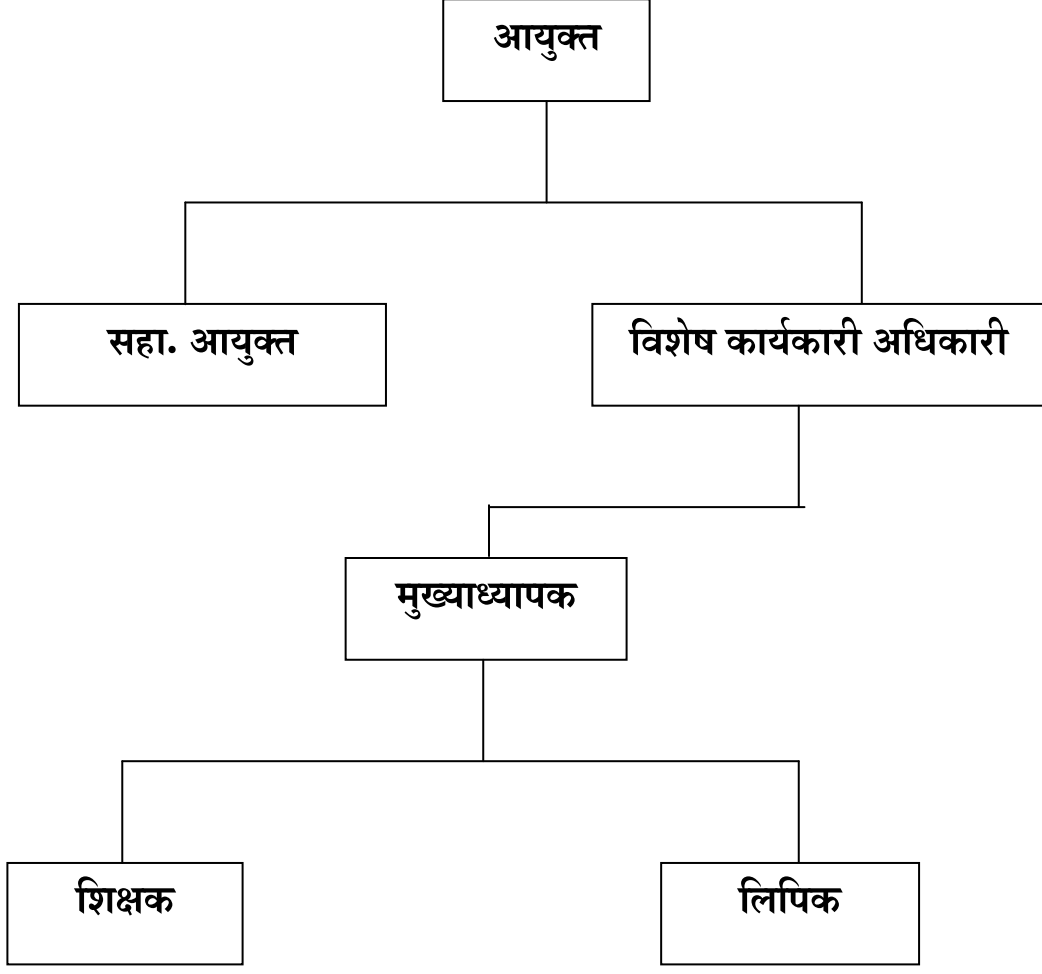 आयुक्त
सहा. आयुक्त
विशेष कार्यकारी अधिकारी
मुख्याध्यापक
शिक्षक
लिपिक